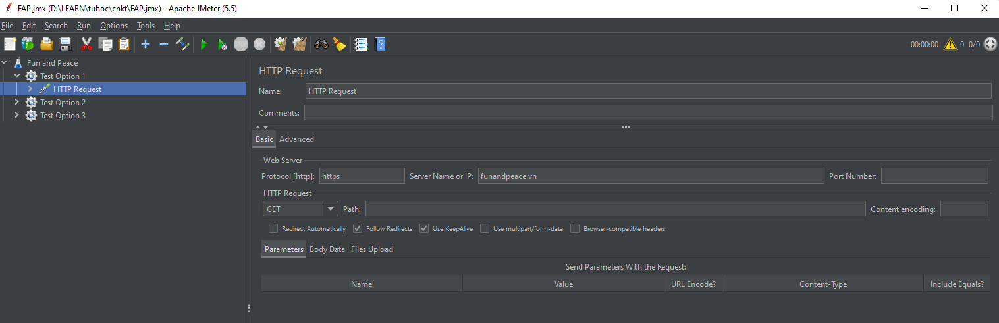 FAP.jmx (D:\LEARN\tuhoc\cnkt\FAP.jmx) - Apache JMeter (5.5)
File Edit Search Run Options Tools Help
STOP 00:00:00 0 0/0
Fun and Peace
Test Option 1
HTTP Request
Test Option 2
Test Option 3
HTTP Request
Name: HTTP Request
Comments:
Basic Advanced
Web Server
Protocol [http]: https Server Name or IP: funandpeace.vn Port Number:
HTTP Request
GET Path: Content encoding:
Redirect Automatically Follow Redirects Use KeepAlive Use multipart/form-data Browser-compatible headers
Parameters Body Data Files Upload
Send Parameters With the Request:
Name: Value URL Encode? Content-Type Include Equals?